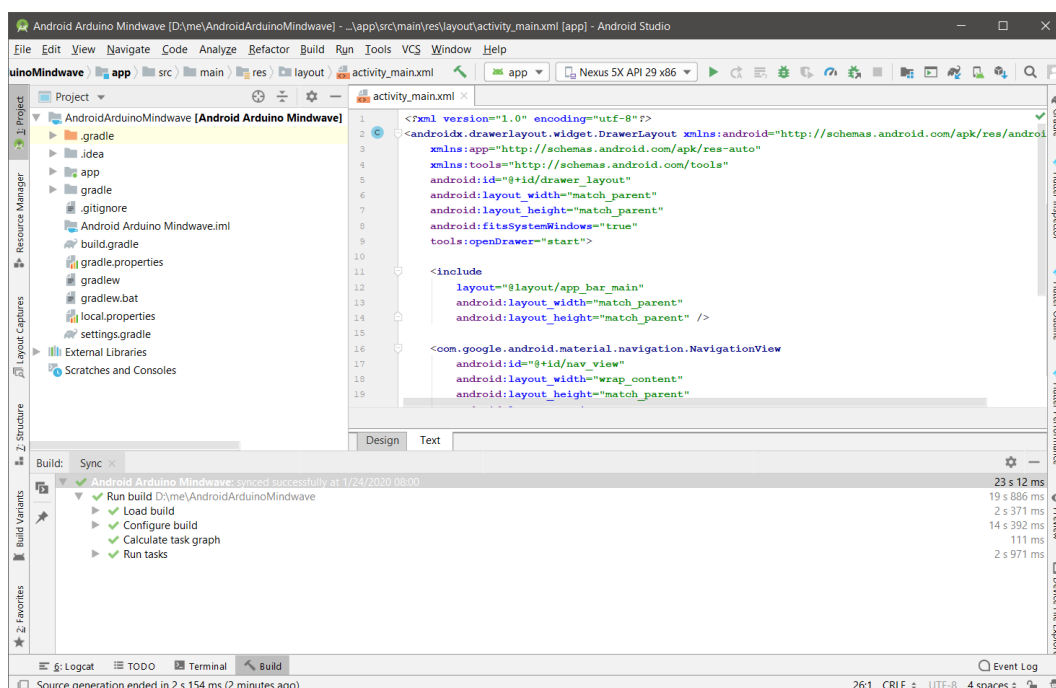 Android Arduino Mindwave [D:\me\AndroidArduinoMindwave] - ...\app\src\main\res\layout\activity_main.xml [app] - Android Studio
File Edit View Navigate Code Analyze Refactor Build Run Tools VCS Window Help
uinoMindwave app src main res layout activity_main.xml app Nexus 5X API 29 x86
1: Project
Resource Manager
Layout Captures
7: Structure
Build Variants
2: Favorites
Project
AndroidArduinoMindwave [Android Arduino Mindwave]
.gradle
.idea
app
gradle
.gitignore
Android Arduino Mindwave.iml
build.gradle
gradle.properties
gradlew
gradlew.bat
local.properties
settings.gradle
External Libraries
Scratches and Consoles
activity_main.xml
1 <?xml version="1.0" encoding="utf-8"?>
2 C <androidx.drawerlayout.widget.DrawerLayout xmlns:android="http://schemas.android.com/apk/res/androi
3 xmlns:app="http://schemas.android.com/apk/res-auto"
4 xmlns:tools="http://schemas.android.com/tools"
5 android:id="@+id/drawer_layout"
6 android:layout_width="match_parent"
7 android:layout_height="match_parent"
8 android:fitsSystemWindows="true"
9 tools:openDrawer="start">
10
11 <include
12 layout="@layout/app_bar_main"
13 android:layout_width="match_parent"
14 android:layout_height="match_parent" />
15
16 <com.google.android.material.navigation.NavigationView
17 android:id="@+id/nav_view"
18 android:layout_width="wrap_content"
19 android:layout_height="match_parent"
Design Text
Build: Sync
Android Arduino Mindwave: synced successfully at 1/24/2020 08:00 23 s 12 ms
Run build D:\me\AndroidArduinoMindwave 19 s 886 ms
Load build 2 s 371 ms
Configure build 14 s 392 ms
Calculate task graph 111 ms
Run tasks 2 s 971 ms
6: Logcat TODO Terminal Build Event Log
Source generation ended in 2 s 154 ms (2 minutes ago) 26:1 CRLF UTF-8 4 spaces